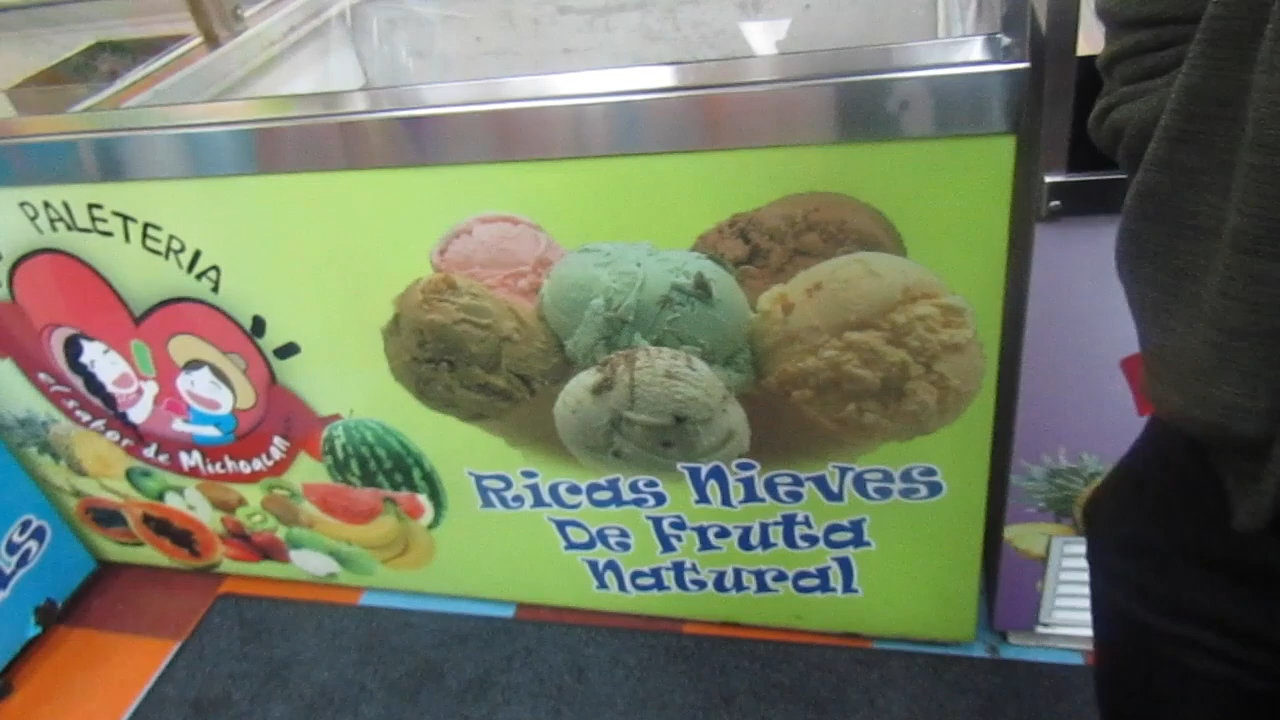 PALETERIA
el sabor de Michoacan
Ricas Nieves
De Fruta
Natural